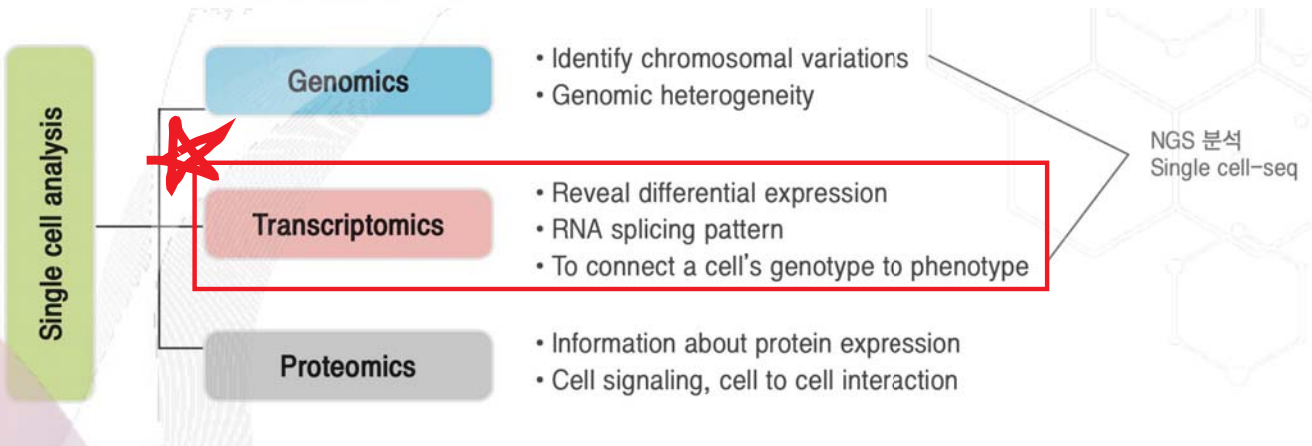 Single cell analysis
Genomics
• Identify chromosomal variations
• Genomic heterogeneity
Transcriptomics
• Reveal differential expression
• RNA splicing pattern
• To connect a cell's genotype to phenotype
Proteomics
• Information about protein expression
• Cell signaling, cell to cell interaction
NGS 분석
Single cell-seq